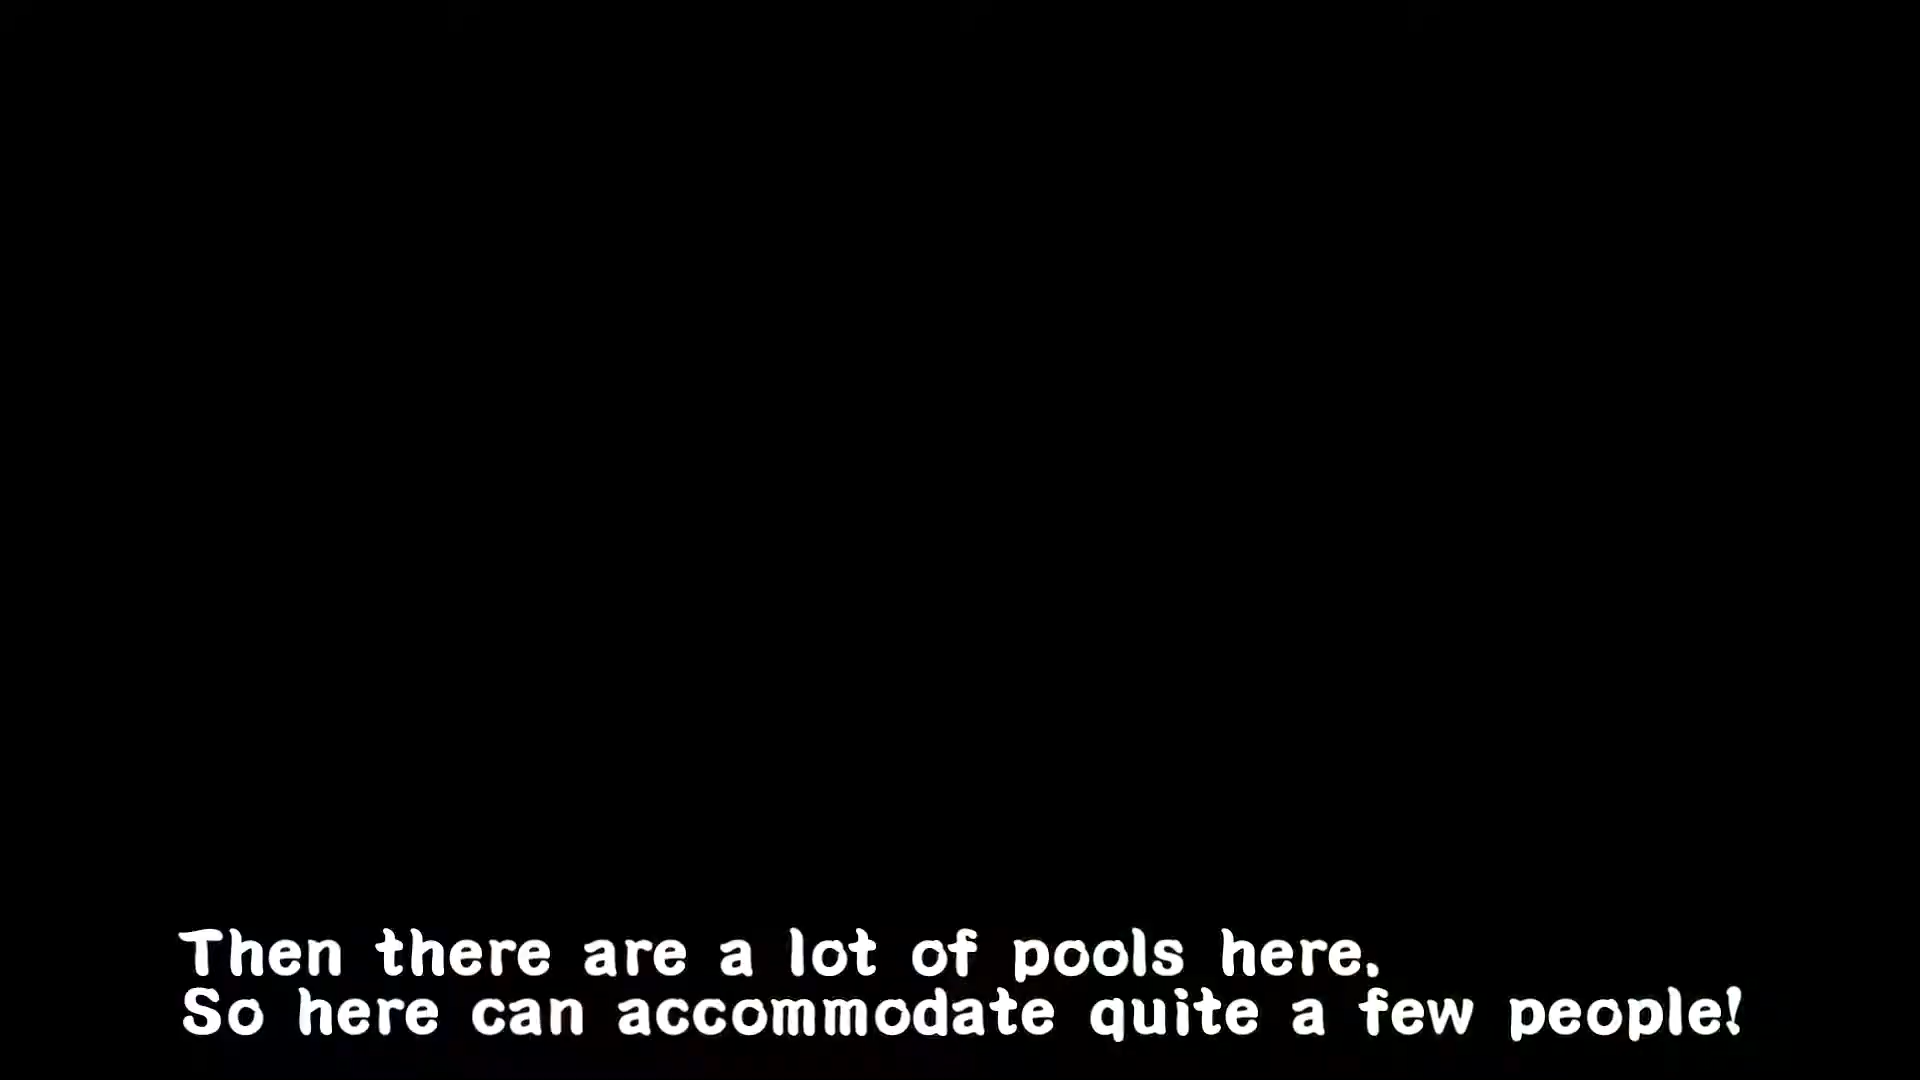 Then there are a lot of pools here.
So here can accommodate quite a few people!